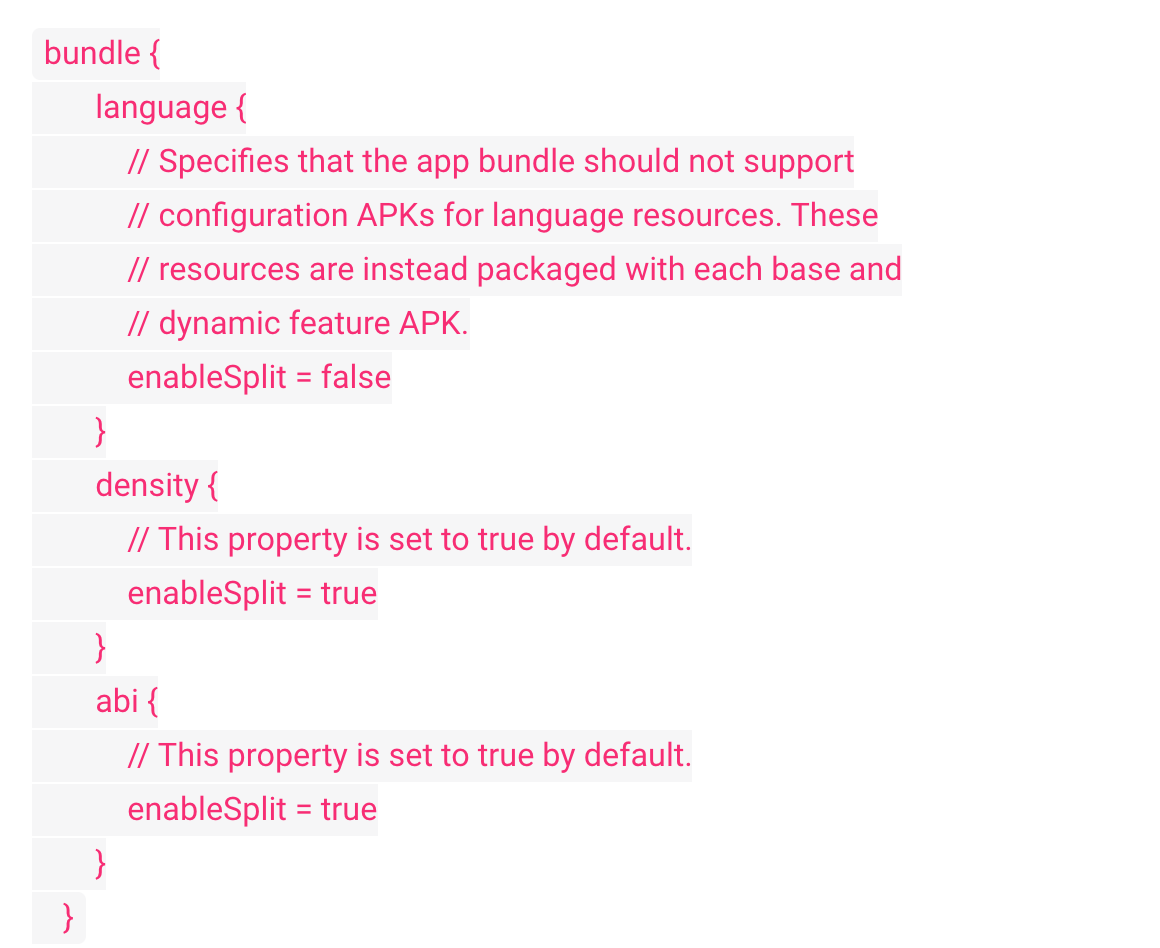 bundle {
language {
// Specifies that the app bundle should not support
// configuration APKs for language resources. These
// resources are instead packaged with each base and
// dynamic feature APK.
enableSplit = false
}
density {
// This property is set to true by default.
enableSplit = true
}
abi {
// This property is set to true by default.
enableSplit = true
}
}